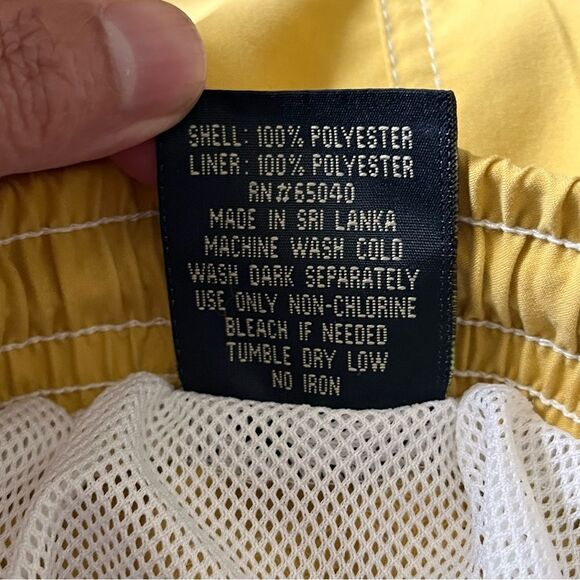 SHELL: 100% POLYESTER
LINER: 100% POLYESTER
RN#65040
MADE IN SRI LANKA
MACHINE WASH COLD
WASH DARK SEPARATELY
USE ONLY NON-CHLORINE
BLEACH IF NEEDED
TUMBLE DRY LOW
NO IRON